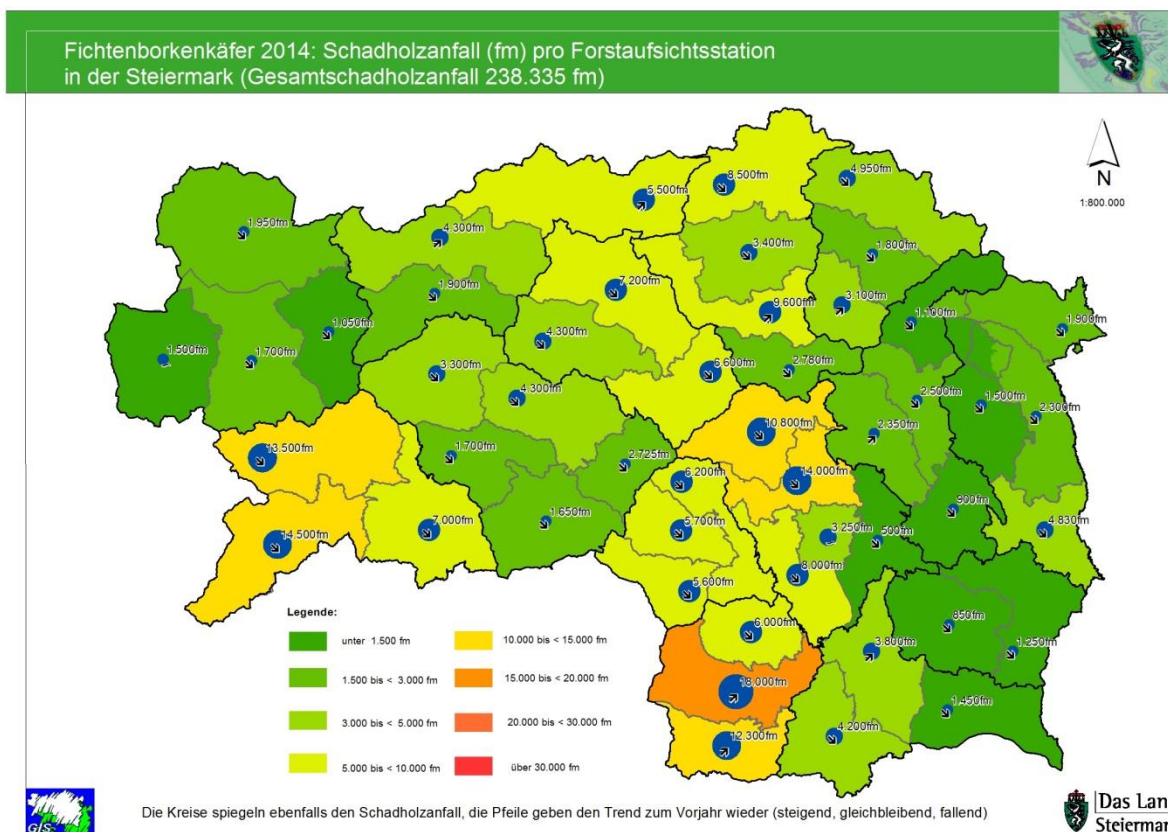 Fichtenborkenkäfer 2014: Schadholzanfall (fm) pro Forstaufsichtsstation
in der Steiermark (Gesamtschadholzanfall 238.335 fm)
N
1:800.000
4.950fm
8.500fm
5.500fm
1.950fm
4.300fm
3.400fm
1.800fm
7.200fm
1.900fm
9.600fm
3.100fm
1.100fm
1.900fm
1.050fm
4.300fm
1.500fm
1.700fm
3.300fm
6.600fm
2.780fm
4.300fm
2.500fm
1.500fm
2.300fm
10.800fm
2.350fm
13.500fm
1.700fm
2.725fm
6.200fm
14.000fm
900fm
7.000fm
1.650fm
5.700fm
3.250fm
500fm
4.830fm
14.500fm
8.000fm
5.600fm
6.000fm
850fm
3.800fm
1.250fm
18.000fm
1.450fm
12.300fm
4.200fm
Legende:
unter 1.500 fm
1.500 bis < 3.000 fm
3.000 bis < 5.000 fm
5.000 bis < 10.000 fm
10.000 bis < 15.000 fm
15.000 bis < 20.000 fm
20.000 bis < 30.000 fm
über 30.000 fm
GIS
Die Kreise spiegeln ebenfalls den Schadholzanfall, die Pfeile geben den Trend zum Vorjahr wieder (steigend, gleichbleibend, fallend)
Das Lan
Steiermar